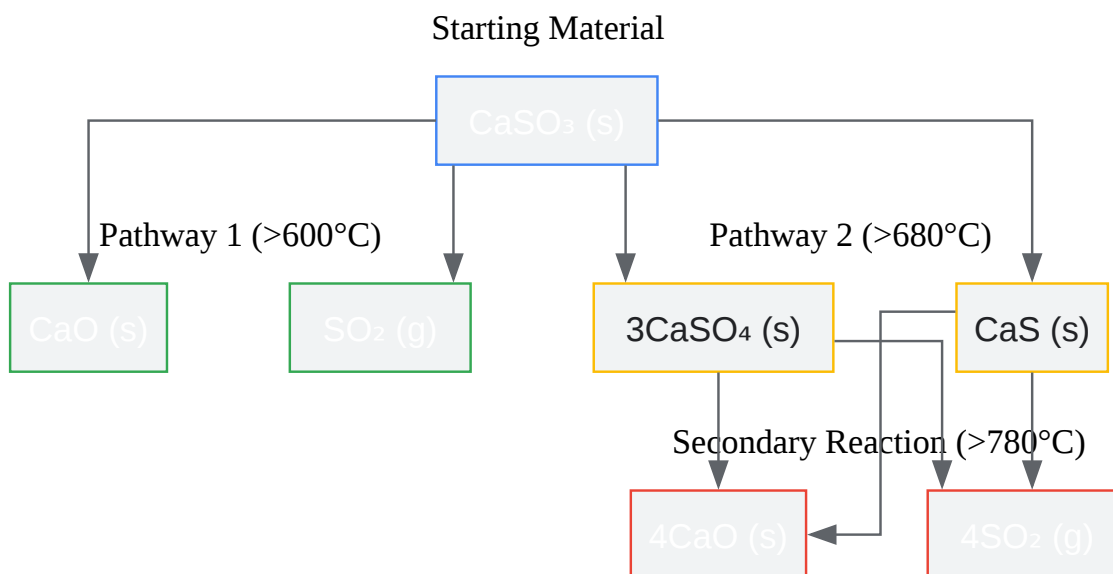 Starting Material
CaSO₃ (s)
Pathway 1 (>600°C)
Pathway 2 (>680°C)
CaO (s)
SO₂ (g)
3CaSO₄ (s)
CaS (s)
Secondary Reaction (>780°C)
4CaO (s)
4SO₂ (g)